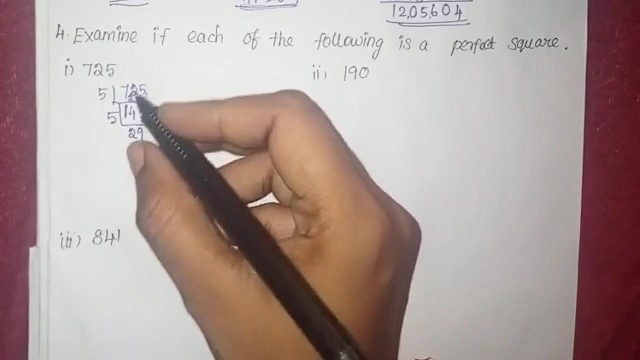 12,05,604
4. Examine if each of the following is a perfect square.
i) 725 ii) 190
5 725
5
29
iii) 841